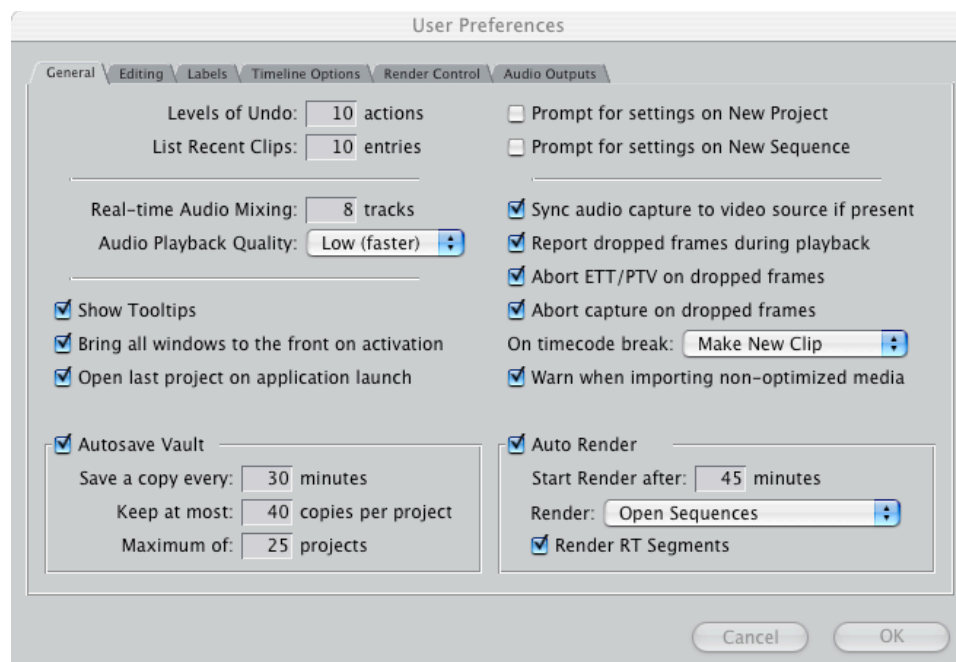 User Preferences
General Editing Labels Timeline Options Render Control Audio Outputs
Levels of Undo: 10 actions
List Recent Clips: 10 entries
Real-time Audio Mixing: 8 tracks
Audio Playback Quality: Low (faster)
Show Tooltips
Bring all windows to the front on activation
Open last project on application launch
Autosave Vault
Save a copy every: 30 minutes
Keep at most: 40 copies per project
Maximum of: 25 projects
Prompt for settings on New Project
Prompt for settings on New Sequence
Sync audio capture to video source if present
Report dropped frames during playback
Abort ETT/PTV on dropped frames
Abort capture on dropped frames
On timecode break: Make New Clip
Warn when importing non-optimized media
Auto Render
Start Render after: 45 minutes
Render: Open Sequences
Render RT Segments
Cancel OK